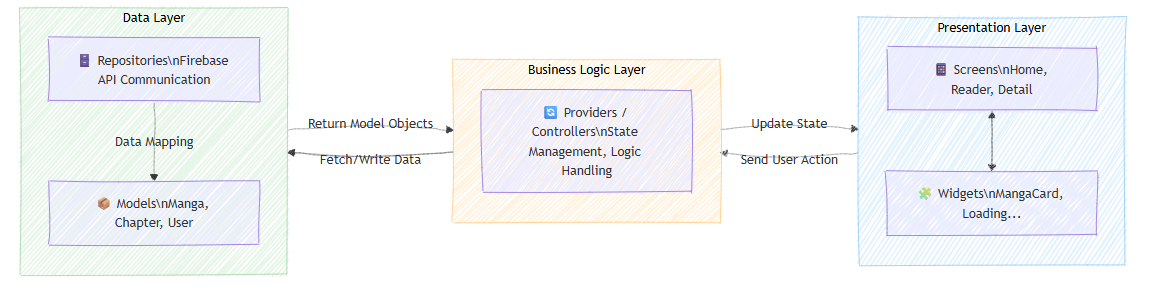 Data Layer
🗄️ Repositories\nFirebase
API Communication
Data Mapping
📦 Models\nManga,
Chapter, User
Return Model Objects
Fetch/Write Data
Business Logic Layer
🔄 Providers /
Controllers\nState
Management, Logic
Handling
Update State
Send User Action
Presentation Layer
📱 Screens\nHome,
Reader, Detail
🧩 Widgets\nMangaCard,
Loading...